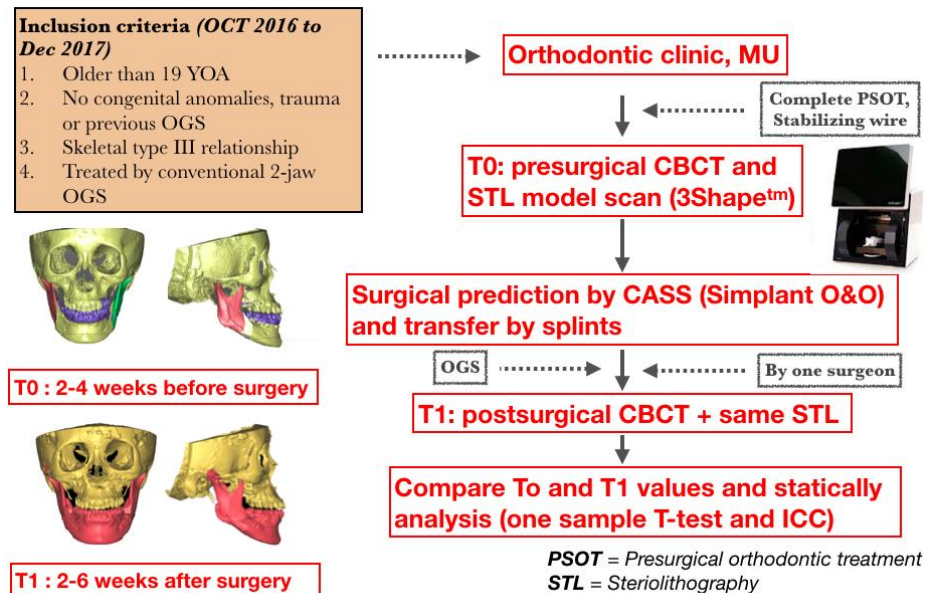 Inclusion criteria (OCT 2016 to
Dec 2017)
1. Older than 19 YOA
2. No congenital anomalies, trauma
or previous OGS
3. Skeletal type III relationship
4. Treated by conventional 2-jaw
OGS
Orthodontic clinic, MU
Complete PSOT,
Stabilizing wire
T0: presurgical CBCT and
STL model scan (3Shape™)
Surgical prediction by CASS (Simplant O&O)
and transfer by splints
T0 : 2-4 weeks before surgery
OGS
By one surgeon
T1: postsurgical CBCT + same STL
Compare To and T1 values and statically
analysis (one sample T-test and ICC)
T1 : 2-6 weeks after surgery
PSOT = Presurgical orthodontic treatment
STL = Steriolithography